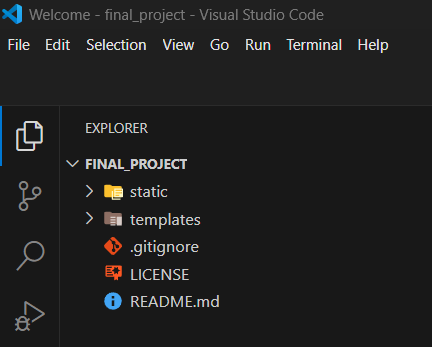 Welcome - final_project - Visual Studio Code
File Edit Selection View Go Run Terminal Help
EXPLORER
FINAL_PROJECT
static
templates
.gitignore
LICENSE
README.md